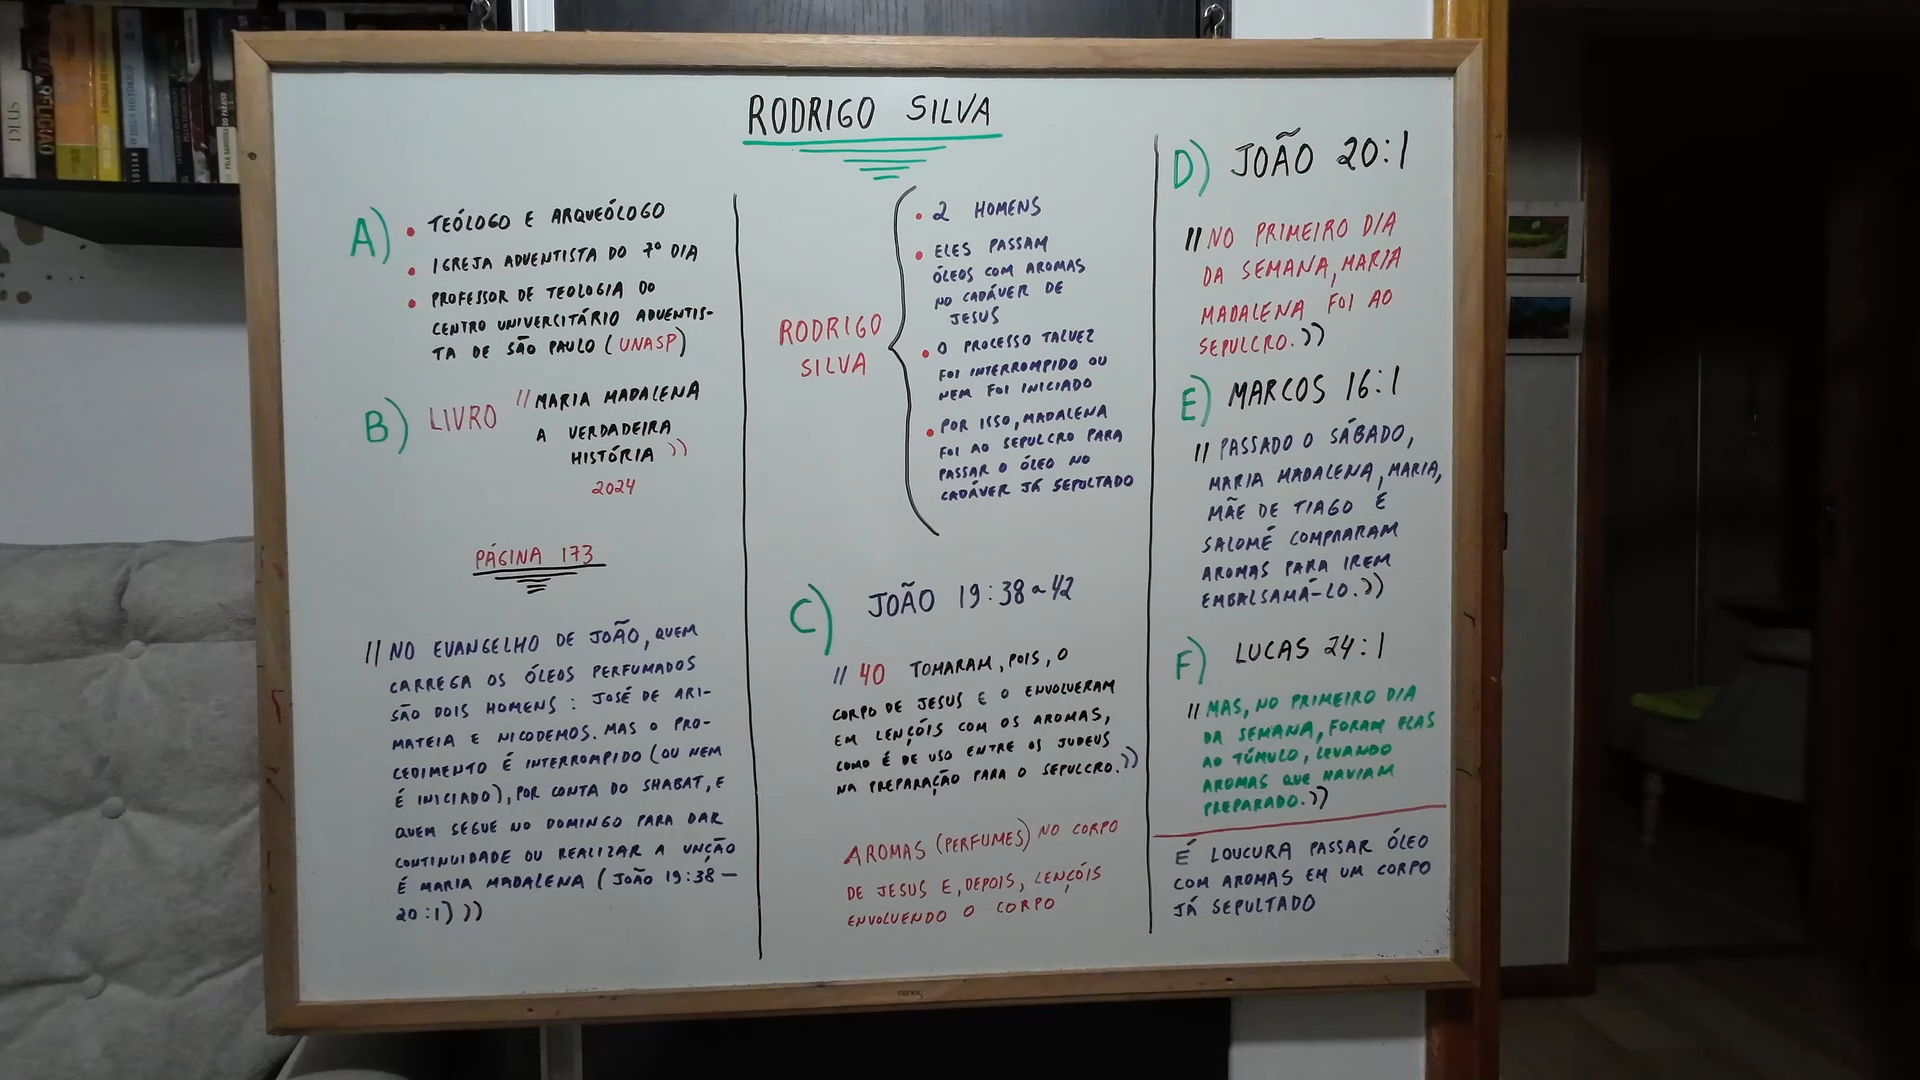 RODRIGO SILVA
A)
• TEÓLOGO E ARQUEÓLOGO
• IGREJA ADVENTISTA DO 7º DIA
• PROFESSOR DE TEOLOGIA DO
CENTRO UNIVERSITÁRIO ADVENTIS-
TA DE SÃO PAULO (UNASP)
B) LIVRO "MARIA MADALENA
A VERDADEIRA
HISTÓRIA"
2024
PÁGINA 173
"NO EVANGELHO DE JOÃO, QUEM
CARREGA OS ÓLEOS PERFUMADOS
SÃO DOIS HOMENS: JOSÉ DE ARI-
MATEIA E NICODEMOS. MAS O PRO-
CEDIMENTO É INTERROMPIDO (OU NEM
É INICIADO), POR CONTA DO SHABAT, E
QUEM SEGUE NO DOMINGO PARA DAR
CONTINUIDADE OU REALIZAR A UNÇÃO
É MARIA MADALENA (JOÃO 19:38 —
20:1)"
RODRIGO
SILVA
• 2 HOMENS
• ELES PASSAM
ÓLEOS COM AROMAS
NO CADÁVER DE
JESUS
• O PROCESSO TALVEZ
FOI INTERROMPIDO OU
NEM FOI INICIADO
• POR ISSO, MADALENA
FOI AO SEPULCRO PARA
PASSAR O ÓLEO NO
CADÁVER JÁ SEPULTADO
C) JOÃO 19:38 a 42
"40 TOMARAM, POIS, O
CORPO DE JESUS E O ENVOLVERAM
EM LENÇÓIS COM OS AROMAS,
COMO É DE USO ENTRE OS JUDEUS
NA PREPARAÇÃO PARA O SEPULCRO."
AROMAS (PERFUMES) NO CORPO
DE JESUS E, DEPOIS, LENÇÓIS
ENVOLVENDO O CORPO
D) JOÃO 20:1
"NO PRIMEIRO DIA
DA SEMANA, MARIA
MADALENA FOI AO
SEPULCRO."
E) MARCOS 16:1
"PASSADO O SÁBADO,
MARIA MADALENA, MARIA,
MÃE DE TIAGO E
SALOMÉ COMPRARAM
AROMAS PARA IREM
EMBALSAMÁ-LO."
F) LUCAS 24:1
"MAS, NO PRIMEIRO DIA
DA SEMANA, FORAM ELAS
AO TÚMULO, LEVANDO
AROMAS QUE HAVIAM
PREPARADO."
É LOUCURA PASSAR ÓLEO
COM AROMAS EM UM CORPO
JÁ SEPULTADO